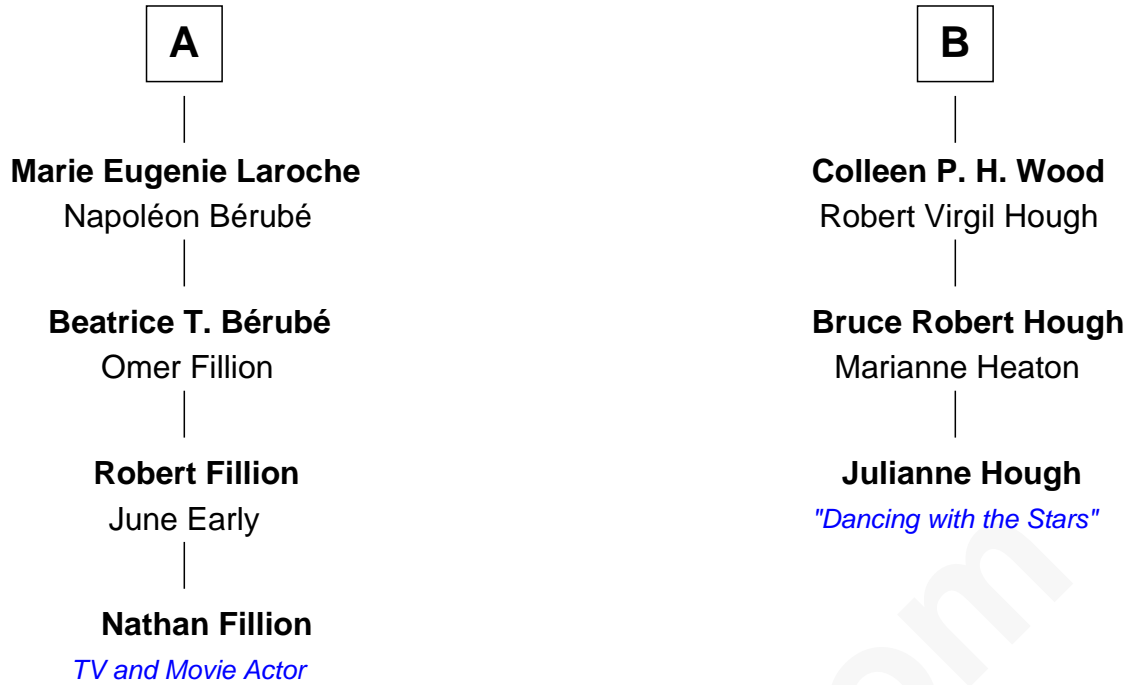 A
Marie Eugenie Laroche
Napoléon Bérubé
Beatrice T. Bérubé
Omer Fillion
Robert Fillion
June Early
Nathan Fillion
TV and Movie Actor
B
Colleen P. H. Wood
Robert Virgil Hough
Bruce Robert Hough
Marianne Heaton
Julianne Hough
"Dancing with the Stars"
om